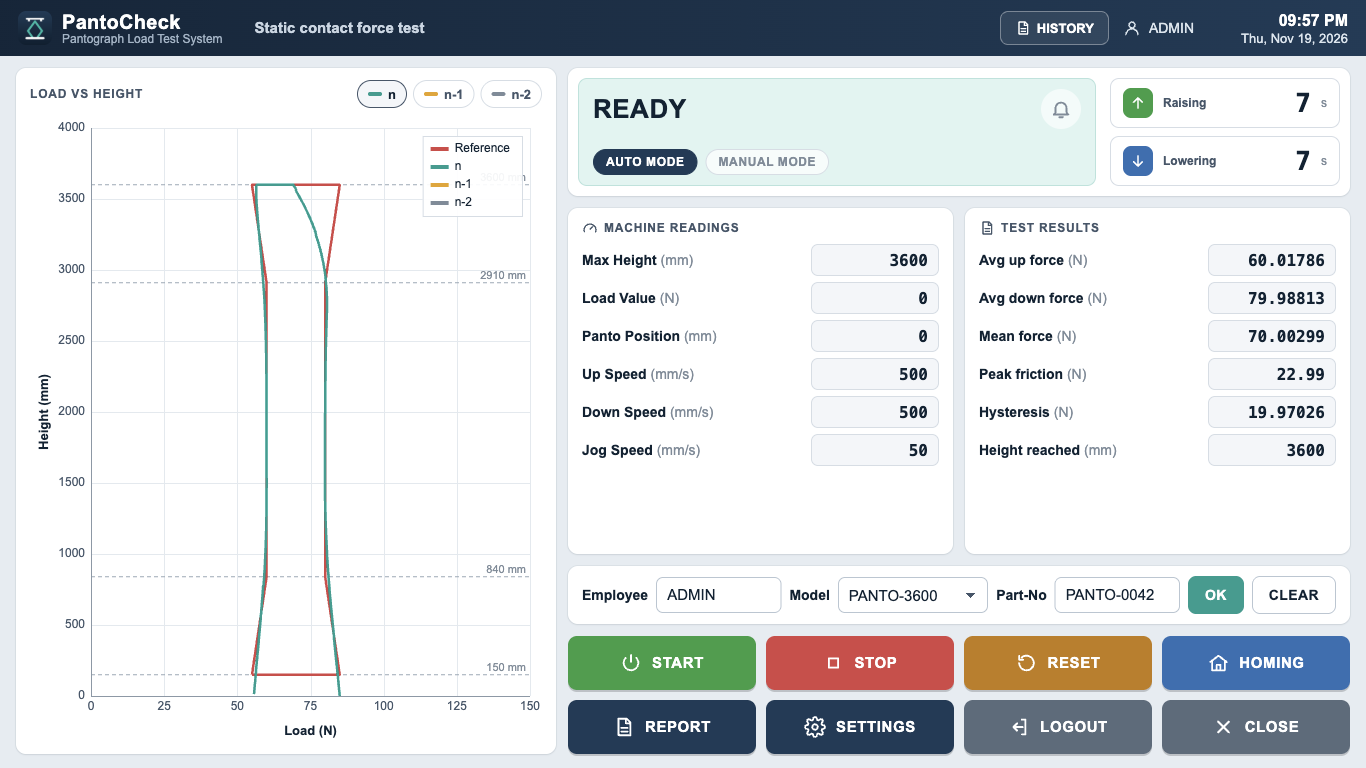 PantoCheck
Pantograph Load Test System
Static contact force test
HISTORY
ADMIN
09:57 PM
Thu, Nov 19, 2026
LOAD VS HEIGHT
n
n-1
n-2
Reference
n
n-1
n-2
4000
3500
3000
2500
2000
1500
1000
500
0
3600 mm
2910 mm
840 mm
150 mm
0
25
50
75
100
125
150
Height (mm)
Load (N)
READY
AUTO MODE
MANUAL MODE
Raising 7 s
Lowering 7 s
MACHINE READINGS
Max Height (mm) 3600
Load Value (N) 0
Panto Position (mm) 0
Up Speed (mm/s) 500
Down Speed (mm/s) 500
Jog Speed (mm/s) 50
TEST RESULTS
Avg up force (N) 60.01786
Avg down force (N) 79.98813
Mean force (N) 70.00299
Peak friction (N) 22.99
Hysteresis (N) 19.97026
Height reached (mm) 3600
Employee ADMIN Model PANTO-3600 Part-No PANTO-0042 OK CLEAR
START
STOP
RESET
HOMING
REPORT
SETTINGS
LOGOUT
CLOSE